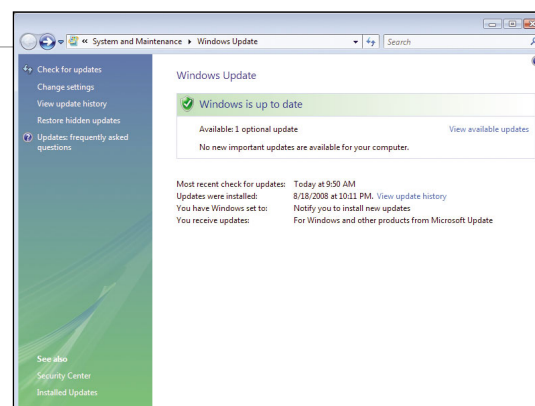 « System and Maintenance ▸ Windows Update
Search
Check for updates
Change settings
View update history
Restore hidden updates
Updates: frequently asked
questions
Windows Update
Windows is up to date
Available: 1 optional update
View available updates
No new important updates are available for your computer.
Most recent check for updates: Today at 9:50 AM
Updates were installed: 8/18/2008 at 10:11 PM. View update history
You have Windows set to: Notify you to install new updates
You receive updates: For Windows and other products from Microsoft Update
See also
Security Center
Installed Updates